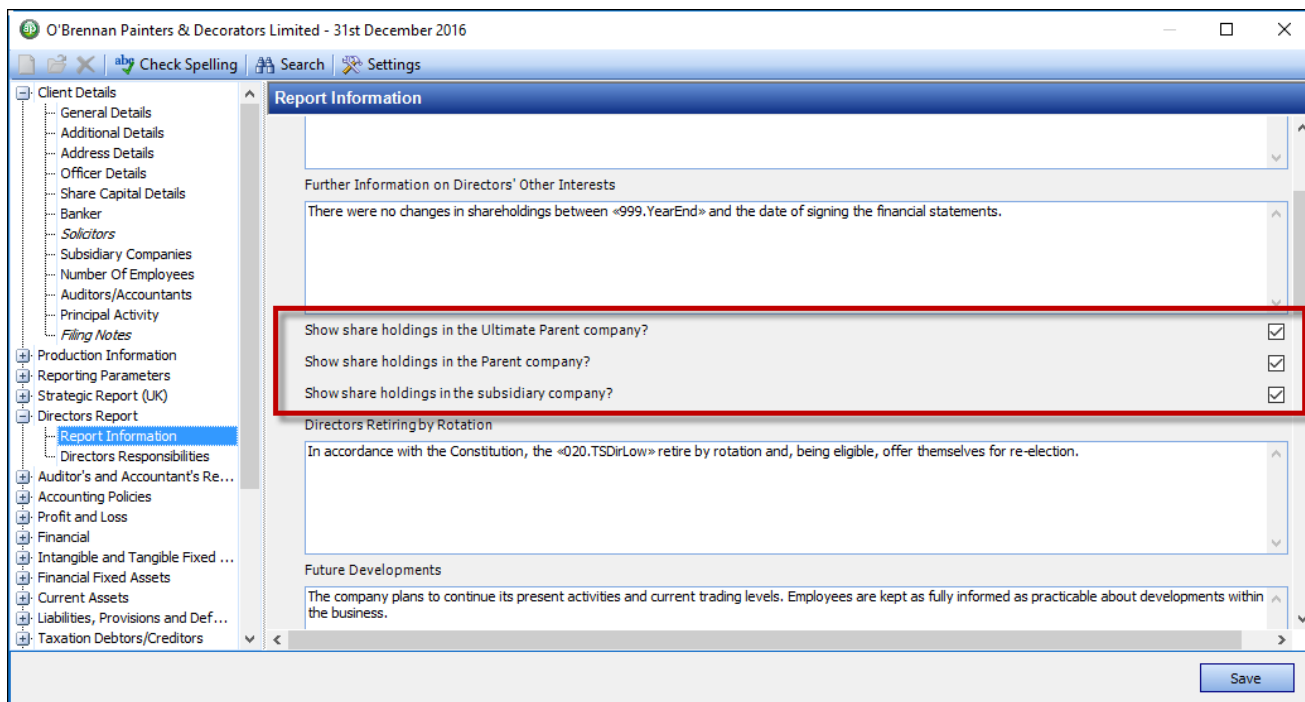 O'Brennan Painters & Decorators Limited - 31st December 2016
abc Check Spelling Search Settings
Client Details
General Details
Additional Details
Address Details
Officer Details
Share Capital Details
Banker
Solicitors
Subsidiary Companies
Number Of Employees
Auditors/Accountants
Principal Activity
Filing Notes
Production Information
Reporting Parameters
Strategic Report (UK)
Directors Report
Report Information
Directors Responsibilities
Auditor's and Accountant's Re...
Accounting Policies
Profit and Loss
Financial
Intangible and Tangible Fixed ...
Financial Fixed Assets
Current Assets
Liabilities, Provisions and Def...
Taxation Debtors/Creditors
Report Information
Further Information on Directors' Other Interests
There were no changes in shareholdings between «999.YearEnd» and the date of signing the financial statements.
Show share holdings in the Ultimate Parent company?
Show share holdings in the Parent company?
Show share holdings in the subsidiary company?
Directors Retiring by Rotation
In accordance with the Constitution, the «020.TSDirLow» retire by rotation and, being eligible, offer themselves for re-election.
Future Developments
The company plans to continue its present activities and current trading levels. Employees are kept as fully informed as practicable about developments within
the business.
Save